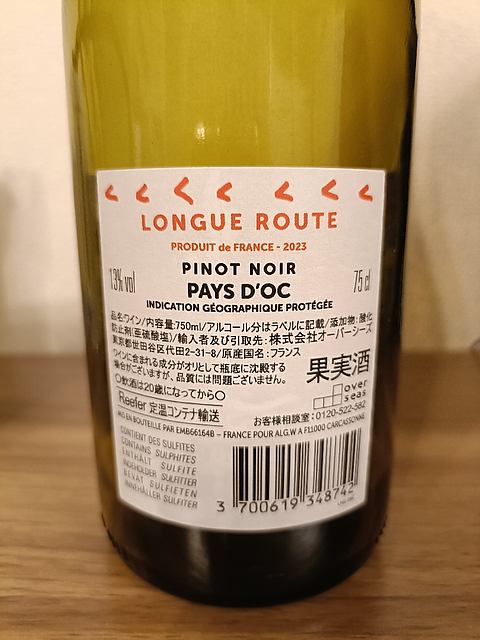 LONGUE ROUTE
PRODUIT de FRANCE - 2023
PINOT NOIR
13% vol
PAYS D'OC
75 cl
INDICATION GÉOGRAPHIQUE PROTÉGÉE
品名:ワイン/内容量:750ml/アルコール分はラベルに記載/添加物:酸化
防止剤(亜硫酸塩)/輸入者及び引取先:株式会社オーバーシーズ
東京都世田谷区代田2-31-8/原産国名:フランス
ワインに含まれる成分がオリとして瓶底に沈殿する
場合がございますが、品質には問題ございません。
果実酒
〇飲酒は20歳になってから〇
over
seas
Reefer 定温コンテナ輸送
お客様相談室:0120-522-582
MIS EN BOUTEILLE PAR EMB66164B – FRANCE POUR ALG.W A F11000 CARCASSONNE
CONTIENT DES SULFITES
CONTAINS SULPHITES
ENTHÄLT SULFITE
INDEHOLDER SULFITTER
BEVAT SULFIETEN
INNEHÅLLER SULFITER
3 700619 348742